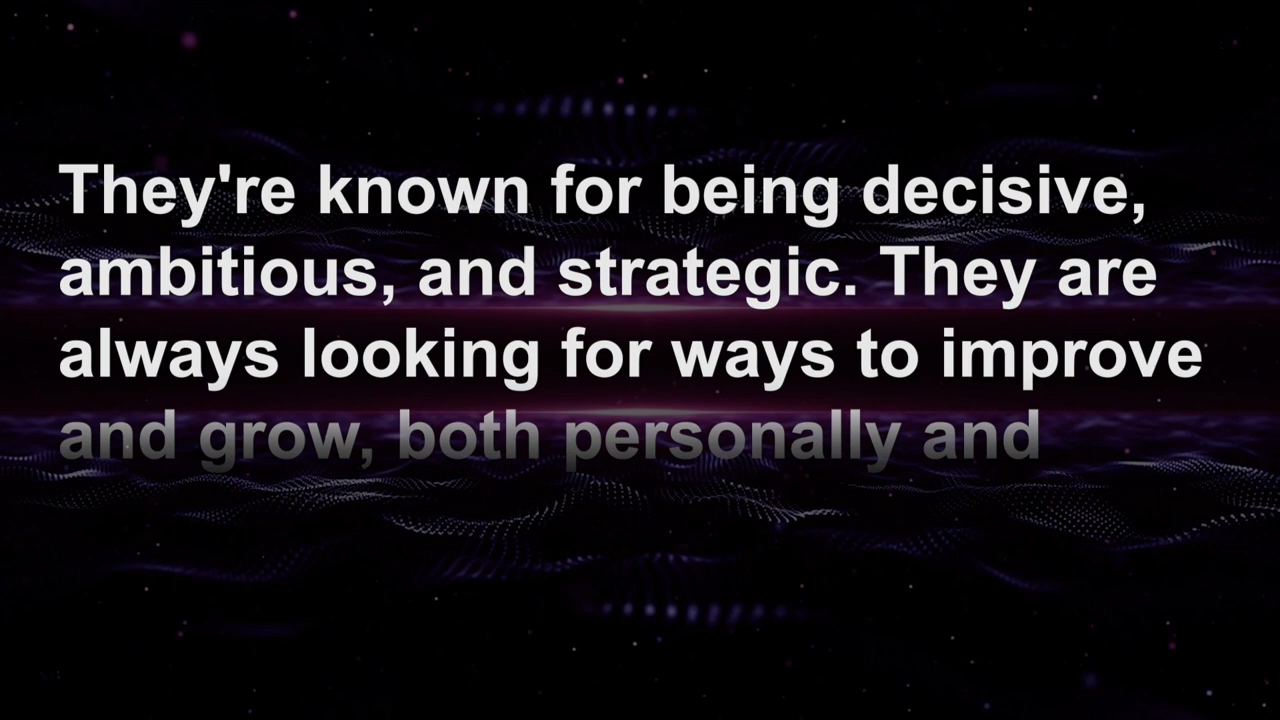 They're known for being decisive,
ambitious, and strategic. They are
always looking for ways to improve
and grow, both personally and